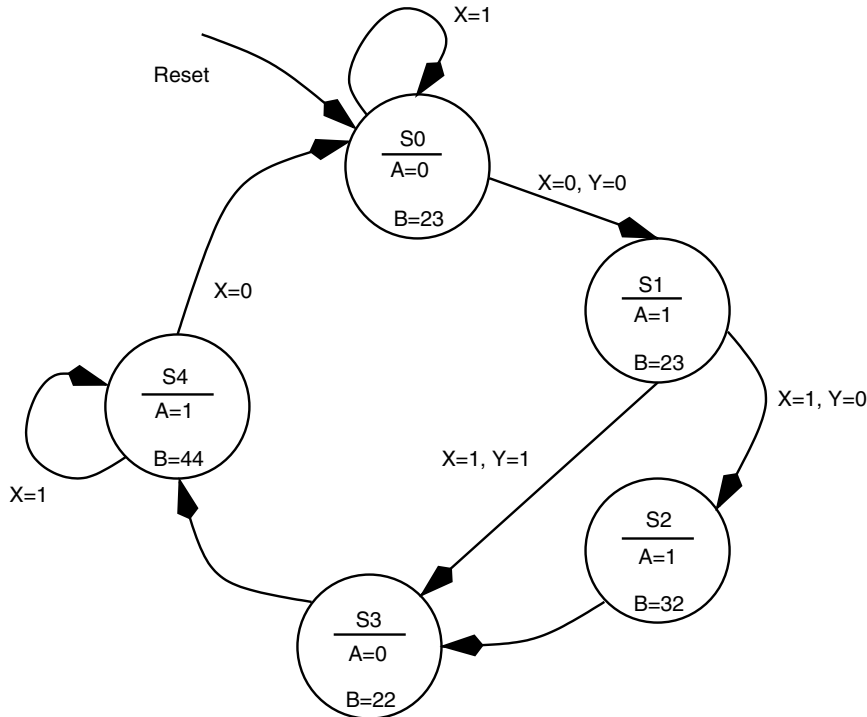 X=1
Reset
S0
A=0
B=23
X=0, Y=0
S1
A=1
B=23
X=0
S4
A=1
B=44
X=1
X=1, Y=0
X=1, Y=1
S2
A=1
B=32
S3
A=0
B=22